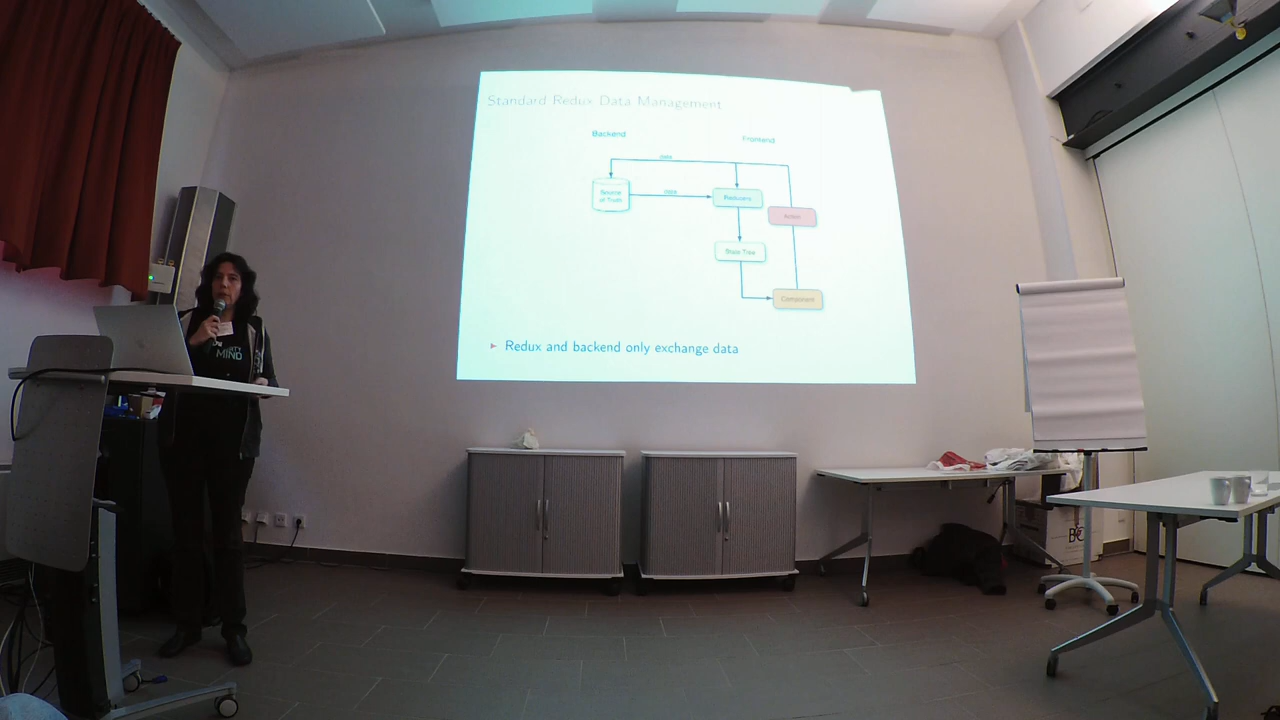 Standard Redux Data Management
Backend
Frontend
data
Source
of Truth
data
Reducers
Action
State Tree
Component
Redux and backend only exchange data
MIND